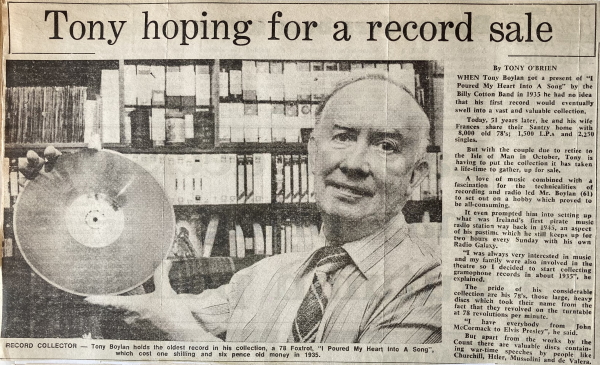 Tony hoping for a record sale
By TONY O'BRIEN
WHEN Tony Boylan got a present of "I
Poured My Heart Into A Song" by the
Billy Cotton Band in 1935 he had no idea
that his first record would eventually
swell into a vast and valuable collection.
Today, 51 years later, he and his wife
Frances share their Santry home with
8,000 old 78's; 1,500 L.P.s and 2,250
singles.
But with the couple due to retire to
the Isle of Man in October, Tony is
having to put the collection it has taken
a life-time to gather, up for sale.
A love of music combined with a
fascination for the technicalities of
recording and radio led Mr. Boylan (61)
to set out on a hobby which proved to
be all-consuming.
It even prompted him into setting up
what was Ireland's first pirate music
radio station way back in 1945, an aspect
of his pastime which he still keeps up for
two hours every Sunday with his own
Radio Galaxy.
"I was always very interested in music
and my family were also involved in the
theatre so I decided to start collecting
gramophone records in about 1935", he
explained.
The pride of his considerable
collection are his 78's, those large, heavy
discs which took their name from the
fact that they revolved on the turntable
at 78 revolutions per minute.
"I have everybody from John
McCormack to Elvis Presley", he said.
But apart from the works by the
Count there are valuable discs contain-
ing war-time speeches by people like
Churchill, Hitler, Mussolini and de Valera.
RECORD COLLECTOR — Tony Boylan holds the oldest record in his collection, a 78 Foxtrot, "I Poured My Heart Into A Song",
which cost one shilling and six pence old money in 1935.